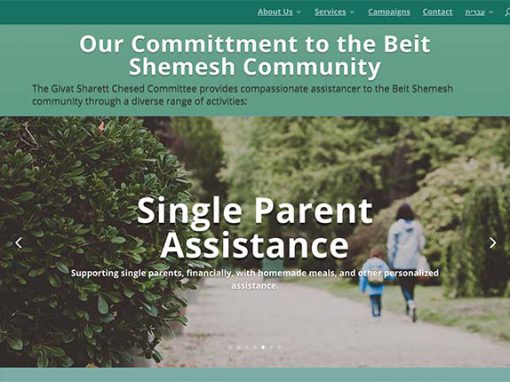 About Us Services Campaigns Contact עברית
Our Committment to the Beit
Shemesh Community
The Givat Sharett Chesed Committee provides compassionate assistancer to the Beit Shemesh
community through a diverse range of activities:
Single Parent
Assistance
Supporting single parents, financially, with homemade meals, and other personalized
assistance.